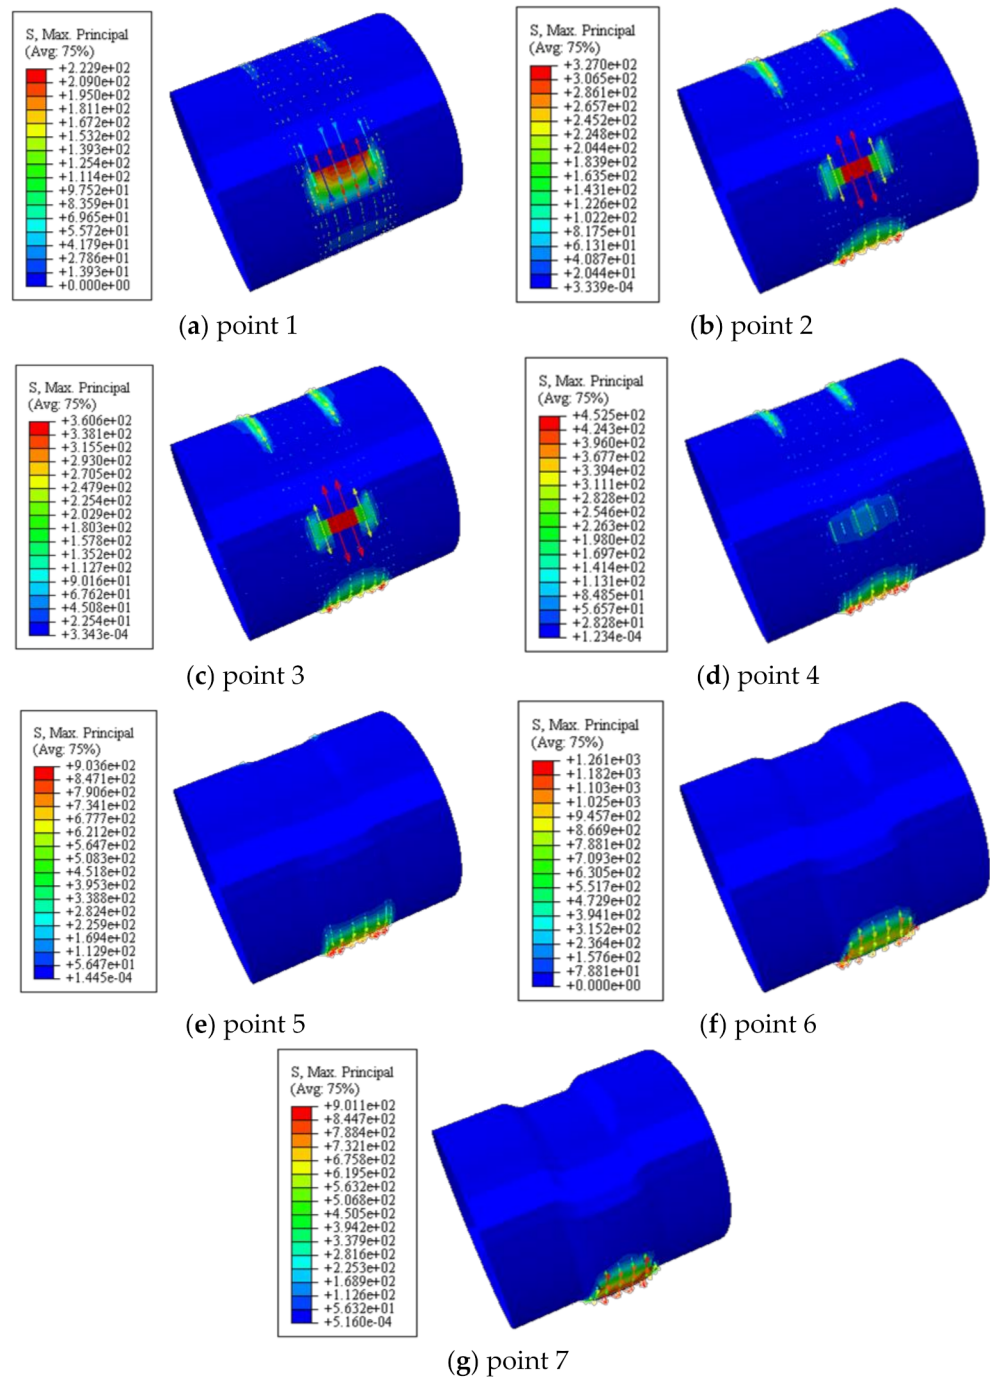 S, Max. Principal
(Avg: 75%)
+2.229e+02
+2.090e+02
+1.950e+02
+1.811e+02
+1.672e+02
+1.532e+02
+1.393e+02
+1.254e+02
+1.114e+02
+9.752e+01
+8.359e+01
+6.965e+01
+5.572e+01
+4.179e+01
+2.786e+01
+1.393e+01
+0.000e+00
(a) point 1
S, Max. Principal
(Avg: 75%)
+3.270e+02
+3.065e+02
+2.861e+02
+2.657e+02
+2.452e+02
+2.248e+02
+2.044e+02
+1.839e+02
+1.635e+02
+1.431e+02
+1.226e+02
+1.022e+02
+8.175e+01
+6.131e+01
+4.087e+01
+2.044e+01
+3.339e-04
(b) point 2
S, Max. Principal
(Avg: 75%)
+3.606e+02
+3.381e+02
+3.155e+02
+2.930e+02
+2.705e+02
+2.479e+02
+2.254e+02
+2.029e+02
+1.803e+02
+1.578e+02
+1.352e+02
+1.127e+02
+9.016e+01
+6.762e+01
+4.508e+01
+2.254e+01
+3.343e-04
(c) point 3
S, Max. Principal
(Avg: 75%)
+4.525e+02
+4.243e+02
+3.960e+02
+3.677e+02
+3.394e+02
+3.111e+02
+2.828e+02
+2.546e+02
+2.263e+02
+1.980e+02
+1.697e+02
+1.414e+02
+1.131e+02
+8.485e+01
+5.657e+01
+2.828e+01
+1.234e-04
(d) point 4
S, Max. Principal
(Avg: 75%)
+9.036e+02
+8.471e+02
+7.906e+02
+7.341e+02
+6.777e+02
+6.212e+02
+5.647e+02
+5.083e+02
+4.518e+02
+3.953e+02
+3.388e+02
+2.824e+02
+2.259e+02
+1.694e+02
+1.129e+02
+5.647e+01
+1.445e-04
(e) point 5
S, Max. Principal
(Avg: 75%)
+1.261e+03
+1.182e+03
+1.103e+03
+1.025e+03
+9.457e+02
+8.669e+02
+7.881e+02
+7.093e+02
+6.305e+02
+5.517e+02
+4.729e+02
+3.941e+02
+3.152e+02
+2.364e+02
+1.576e+02
+7.881e+01
+0.000e+00
(f) point 6
S, Max. Principal
(Avg: 75%)
+9.011e+02
+8.447e+02
+7.884e+02
+7.321e+02
+6.758e+02
+6.195e+02
+5.632e+02
+5.068e+02
+4.505e+02
+3.942e+02
+3.379e+02
+2.816e+02
+2.253e+02
+1.689e+02
+1.126e+02
+5.632e+01
+5.160e-04
(g) point 7